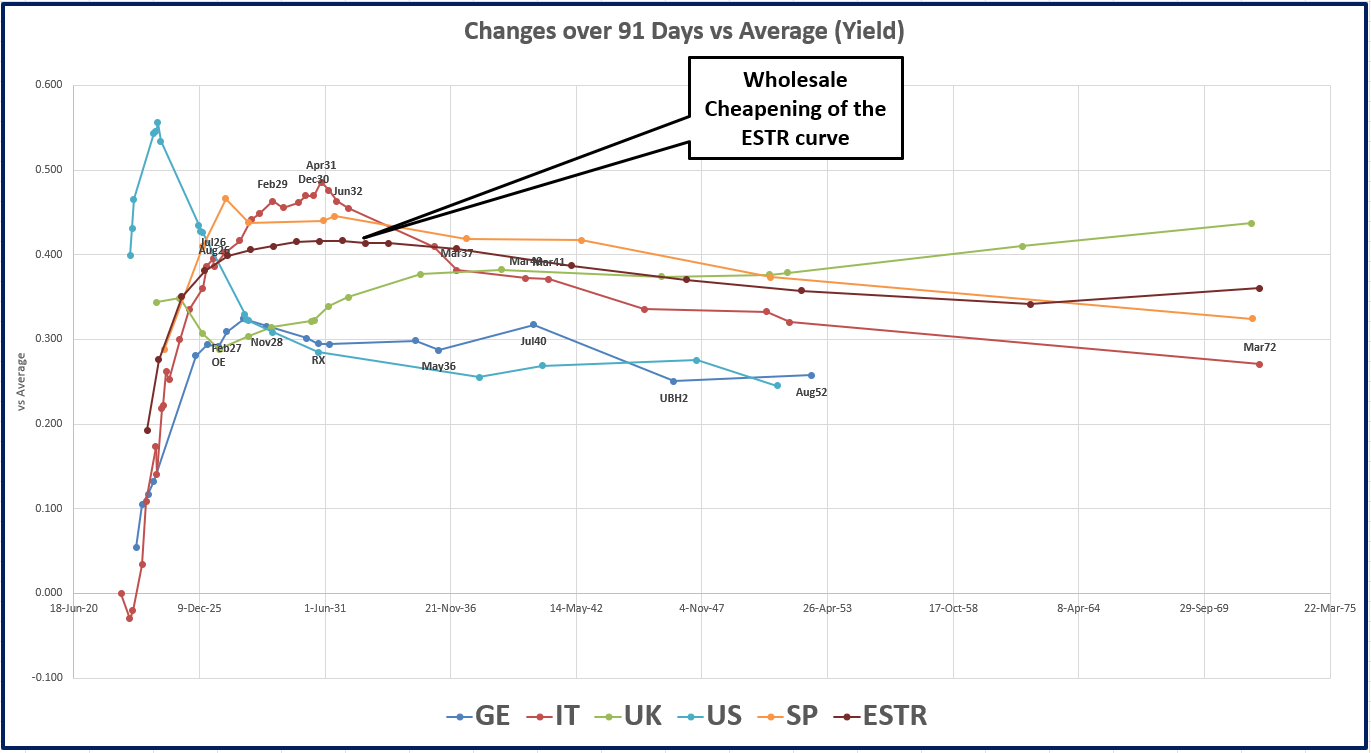 Changes over 91 Days vs Average (Yield)
Wholesale
Cheapening of the
ESTR curve
0.600
0.500
0.400
0.300
0.200
0.100
0.000
-0.100
vs Average
Apr31
Dec30
Feb29
Jun32
Jul26
Aug26
Mar37
Mar41
Feb27
OE
Nov28
RX
May36
Jul40
UBH2
Aug52
Mar72
18-Jun-20
9-Dec-25
1-Jun-31
21-Nov-36
14-May-42
4-Nov-47
26-Apr-53
17-Oct-58
8-Apr-64
29-Sep-69
22-Mar-75
GE
IT
UK
US
SP
ESTR